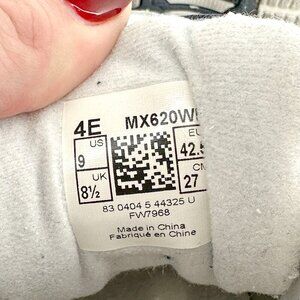 4E MX620W
US 9 EU 42.5
UK 8½ CM 27
83 0404 5 44325 U
FW7968
Made in China
Fabriqué en Chine